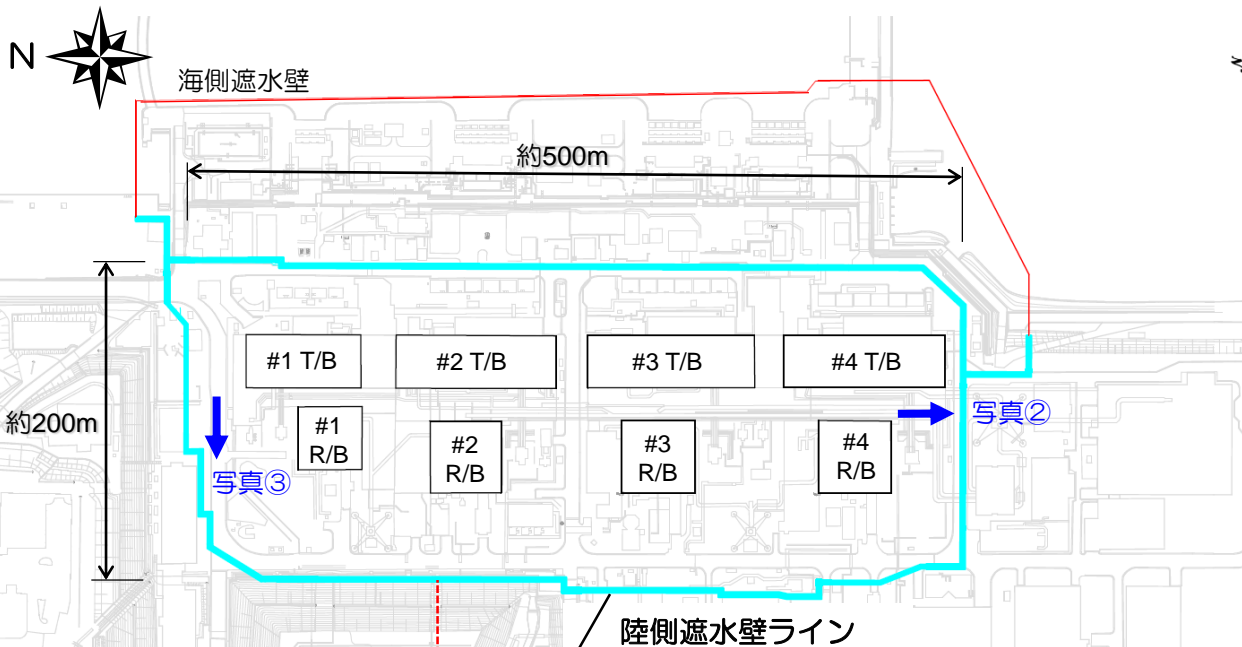 N
海側遮水壁
約500m
#1 T/B
#2 T/B
#3 T/B
#4 T/B
約200m
写真②
#1
R/B
#2
R/B
#3
R/B
#4
R/B
写真③
陸側遮水壁ライン